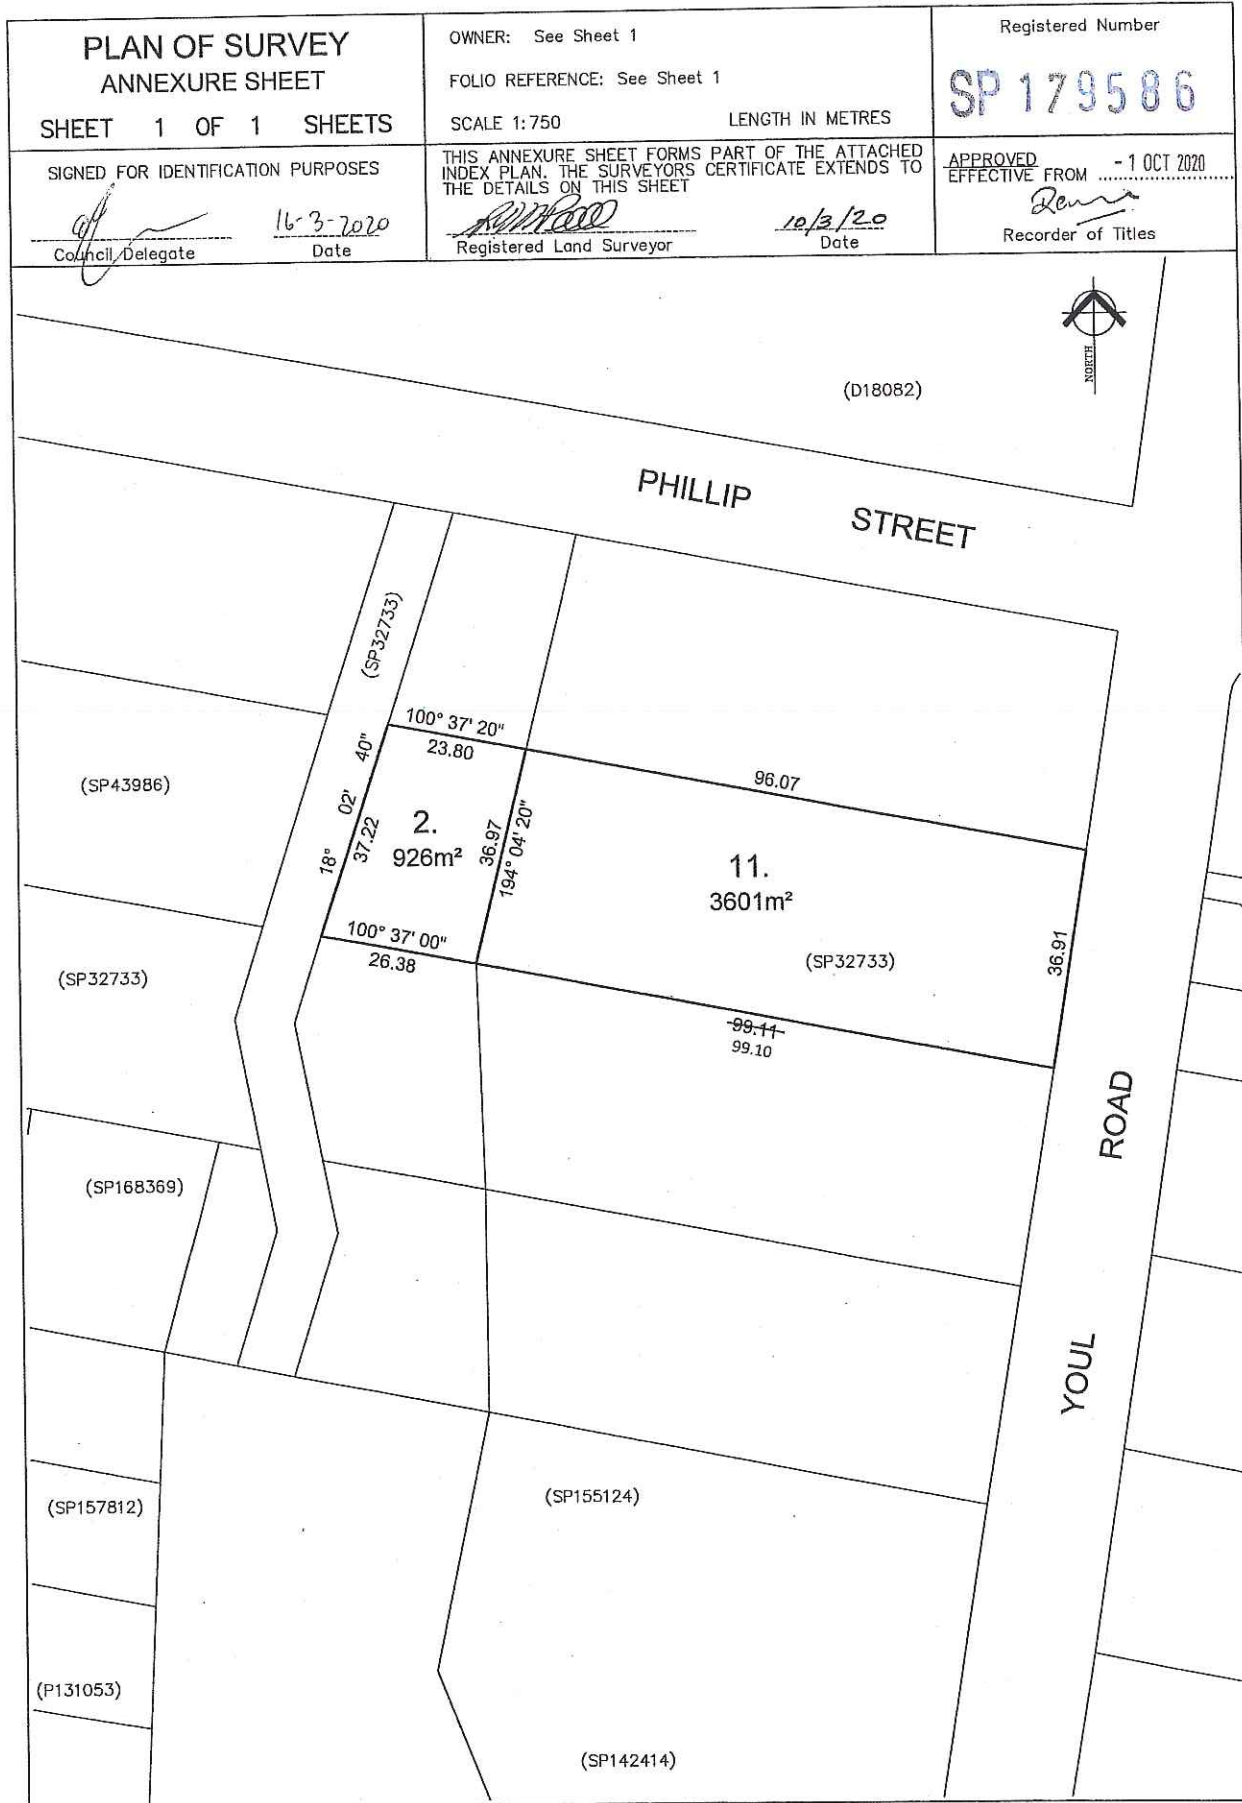 PLAN OF SURVEY
ANNEXURE SHEET
SHEET 1 OF 1 SHEETS
OWNER: See Sheet 1
FOLIO REFERENCE: See Sheet 1
SCALE 1:750 LENGTH IN METRES
Registered Number
SP 179586
SIGNED FOR IDENTIFICATION PURPOSES
16-3-2020
Council Delegate Date
THIS ANNEXURE SHEET FORMS PART OF THE ATTACHED
INDEX PLAN. THE SURVEYORS CERTIFICATE EXTENDS TO
THE DETAILS ON THIS SHEET
10/3/20
Registered Land Surveyor Date
APPROVED
EFFECTIVE FROM - 1 OCT 2020
Recorder of Titles
NORTH
(D18082)
PHILLIP STREET
(SP32733)
100° 37' 20"
23.80
96.07
(SP43986)
18° 02' 40"
37.22
2.
926m²
36.97
194° 04' 20"
11.
3601m²
36.91
100° 37' 00"
26.38
(SP32733)
(SP32733)
99.11
99.10
YOUL ROAD
(SP168369)
(SP157812)
(SP155124)
(P131053)
(SP142414)